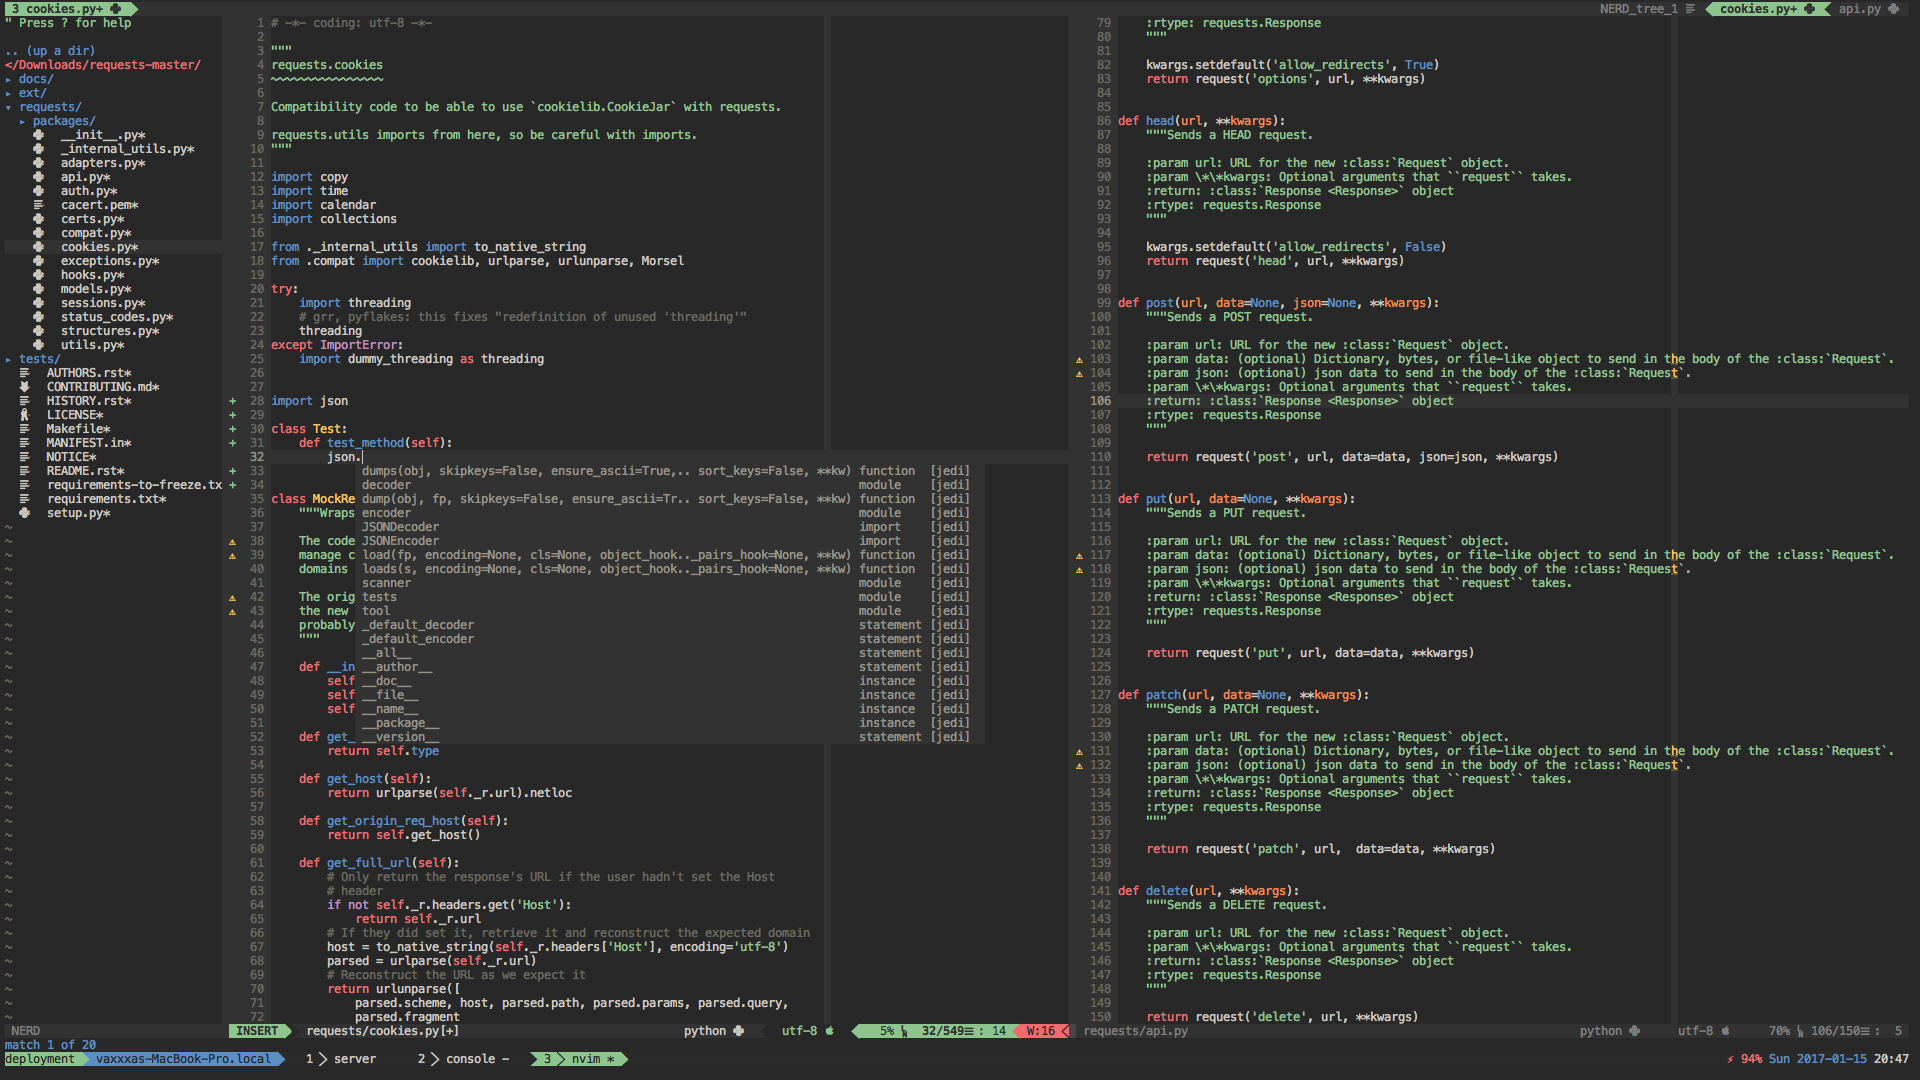 3 cookies.py+
" Press ? for help
.. (up a dir)
</Downloads/requests-master/
▸ docs/
▸ ext/
▾ requests/
▸ packages/
__init__.py*
_internal_utils.py*
adapters.py*
api.py*
auth.py*
cacert.pem*
certs.py*
compat.py*
cookies.py*
exceptions.py*
hooks.py*
models.py*
sessions.py*
status_codes.py*
structures.py*
utils.py*
▸ tests/
AUTHORS.rst*
CONTRIBUTING.md*
HISTORY.rst*
LICENSE*
Makefile*
MANIFEST.in*
NOTICE*
README.rst*
requirements-to-freeze.tx
requirements.txt*
setup.py*
NERD
1 # -*- coding: utf-8 -*-
2
3 """
4 requests.cookies
5 ~~~~~~~~~~~~~~~~
6
7 Compatibility code to be able to use `cookielib.CookieJar` with requests.
8
9 requests.utils imports from here, so be careful with imports.
10 """
11
12 import copy
13 import time
14 import calendar
15 import collections
16
17 from ._internal_utils import to_native_string
18 from .compat import cookielib, urlparse, urlunparse, Morsel
19
20 try:
21 import threading
22 # grr, pyflakes: this fixes "redefinition of unused 'threading'"
23 threading
24 except ImportError:
25 import dummy_threading as threading
26
27
+ 28 import json
+ 29
+ 30 class Test:
+ 31 def test_method(self):
32 json.
+ 33 dumps(obj, skipkeys=False, ensure_ascii=True,.. sort_keys=False, **kw) function [jedi]
+ 34 decoder module [jedi]
35 class MockRe dump(obj, fp, skipkeys=False, ensure_ascii=Tr.. sort_keys=False, **kw) function [jedi]
36 """Wraps encoder module [jedi]
37 JSONDecoder import [jedi]
38 The code JSONEncoder import [jedi]
39 manage c load(fp, encoding=None, cls=None, object_hook.._pairs_hook=None, **kw) function [jedi]
40 domains loads(s, encoding=None, cls=None, object_hook.._pairs_hook=None, **kw) function [jedi]
41 scanner module [jedi]
42 The orig tests module [jedi]
43 the new tool module [jedi]
44 probably _default_decoder statement [jedi]
45 """ _default_encoder statement [jedi]
46 __all__ statement [jedi]
47 def __in __author__ statement [jedi]
48 self __doc__ instance [jedi]
49 self __file__ instance [jedi]
50 self __name__ instance [jedi]
51 __package__ instance [jedi]
52 def get_ __version__ statement [jedi]
53 return self.type
54
55 def get_host(self):
56 return urlparse(self._r.url).netloc
57
58 def get_origin_req_host(self):
59 return self.get_host()
60
61 def get_full_url(self):
62 # Only return the response's URL if the user hadn't set the Host
63 # header
64 if not self._r.headers.get('Host'):
65 return self._r.url
66 # If they did set it, retrieve it and reconstruct the expected domain
67 host = to_native_string(self._r.headers['Host'], encoding='utf-8')
68 parsed = urlparse(self._r.url)
69 # Reconstruct the URL as we expect it
70 return urlunparse([
71 parsed.scheme, host, parsed.path, parsed.params, parsed.query,
72 parsed.fragment
INSERT requests/cookies.py[+] python utf-8 5% 32/549≡ : 14 W:16
NERD_tree_1 cookies.py+ api.py
79 :rtype: requests.Response
80 """
81
82 kwargs.setdefault('allow_redirects', True)
83 return request('options', url, **kwargs)
84
85
86 def head(url, **kwargs):
87 """Sends a HEAD request.
88
89 :param url: URL for the new :class:`Request` object.
90 :param \*\*kwargs: Optional arguments that ``request`` takes.
91 :return: :class:`Response <Response>` object
92 :rtype: requests.Response
93 """
94
95 kwargs.setdefault('allow_redirects', False)
96 return request('head', url, **kwargs)
97
98
99 def post(url, data=None, json=None, **kwargs):
100 """Sends a POST request.
101
102 :param url: URL for the new :class:`Request` object.
103 :param data: (optional) Dictionary, bytes, or file-like object to send in the body of the :class:`Request`.
104 :param json: (optional) json data to send in the body of the :class:`Request`.
105 :param \*\*kwargs: Optional arguments that ``request`` takes.
106 :return: :class:`Response <Response>` object
107 :rtype: requests.Response
108 """
109
110 return request('post', url, data=data, json=json, **kwargs)
111
112
113 def put(url, data=None, **kwargs):
114 """Sends a PUT request.
115
116 :param url: URL for the new :class:`Request` object.
117 :param data: (optional) Dictionary, bytes, or file-like object to send in the body of the :class:`Request`.
118 :param json: (optional) json data to send in the body of the :class:`Request`.
119 :param \*\*kwargs: Optional arguments that ``request`` takes.
120 :return: :class:`Response <Response>` object
121 :rtype: requests.Response
122 """
123
124 return request('put', url, data=data, **kwargs)
125
126
127 def patch(url, data=None, **kwargs):
128 """Sends a PATCH request.
129
130 :param url: URL for the new :class:`Request` object.
131 :param data: (optional) Dictionary, bytes, or file-like object to send in the body of the :class:`Request`.
132 :param json: (optional) json data to send in the body of the :class:`Request`.
133 :param \*\*kwargs: Optional arguments that ``request`` takes.
134 :return: :class:`Response <Response>` object
135 :rtype: requests.Response
136 """
137
138 return request('patch', url,  data=data, **kwargs)
139
140
141 def delete(url, **kwargs):
142 """Sends a DELETE request.
143
144 :param url: URL for the new :class:`Request` object.
145 :param \*\*kwargs: Optional arguments that ``request`` takes.
146 :return: :class:`Response <Response>` object
147 :rtype: requests.Response
148 """
149
150 return request('delete', url, **kwargs)
requests/api.py python utf-8 70% 106/150≡ : 5
match 1 of 20
deployment vaxxxas-MacBook-Pro.local 1 server 2 console - 3 nvim * 94% Sun 2017-01-15 20:47